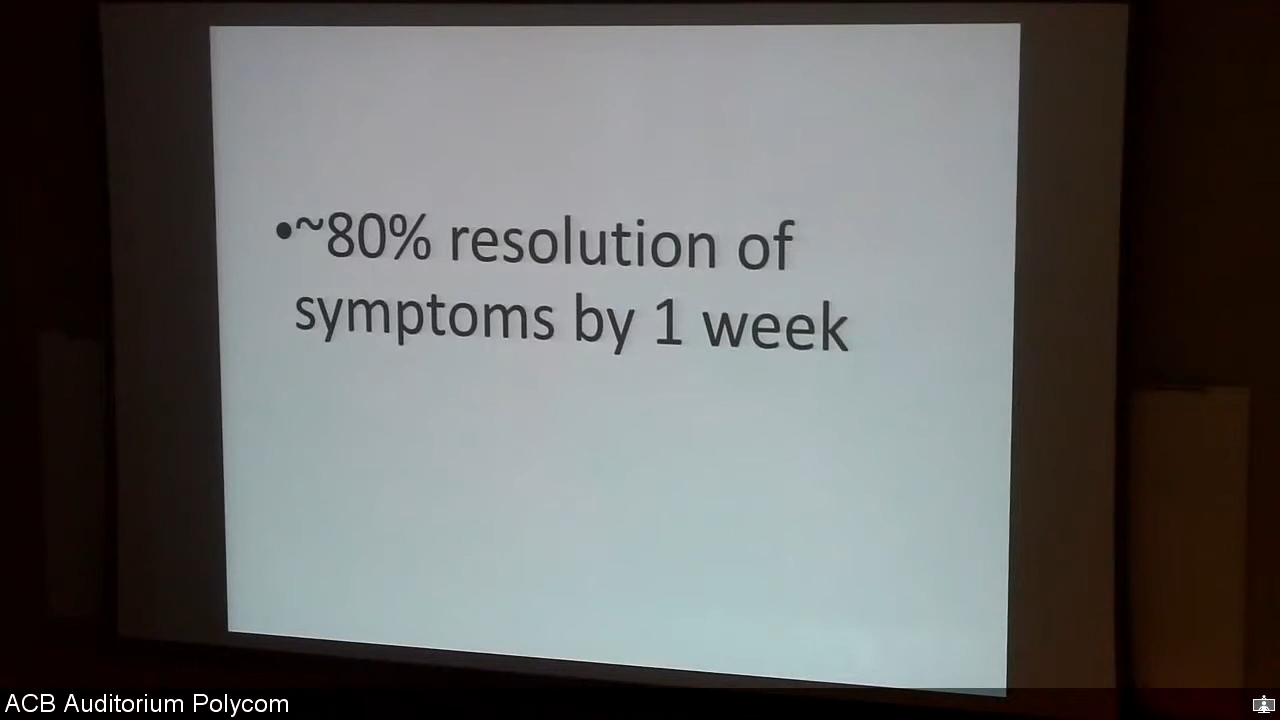 •~80% resolution of
symptoms by 1 week
ACB Auditorium Polycom